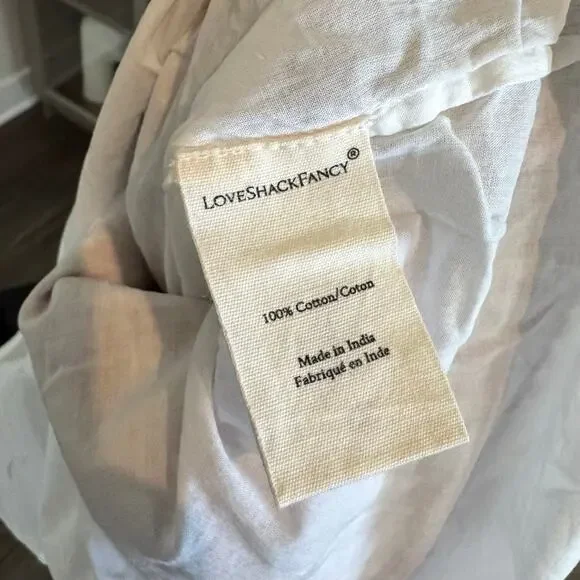 LoveShackFancy®
100% Cotton/Coton
Made in India
Fabriqué en Inde